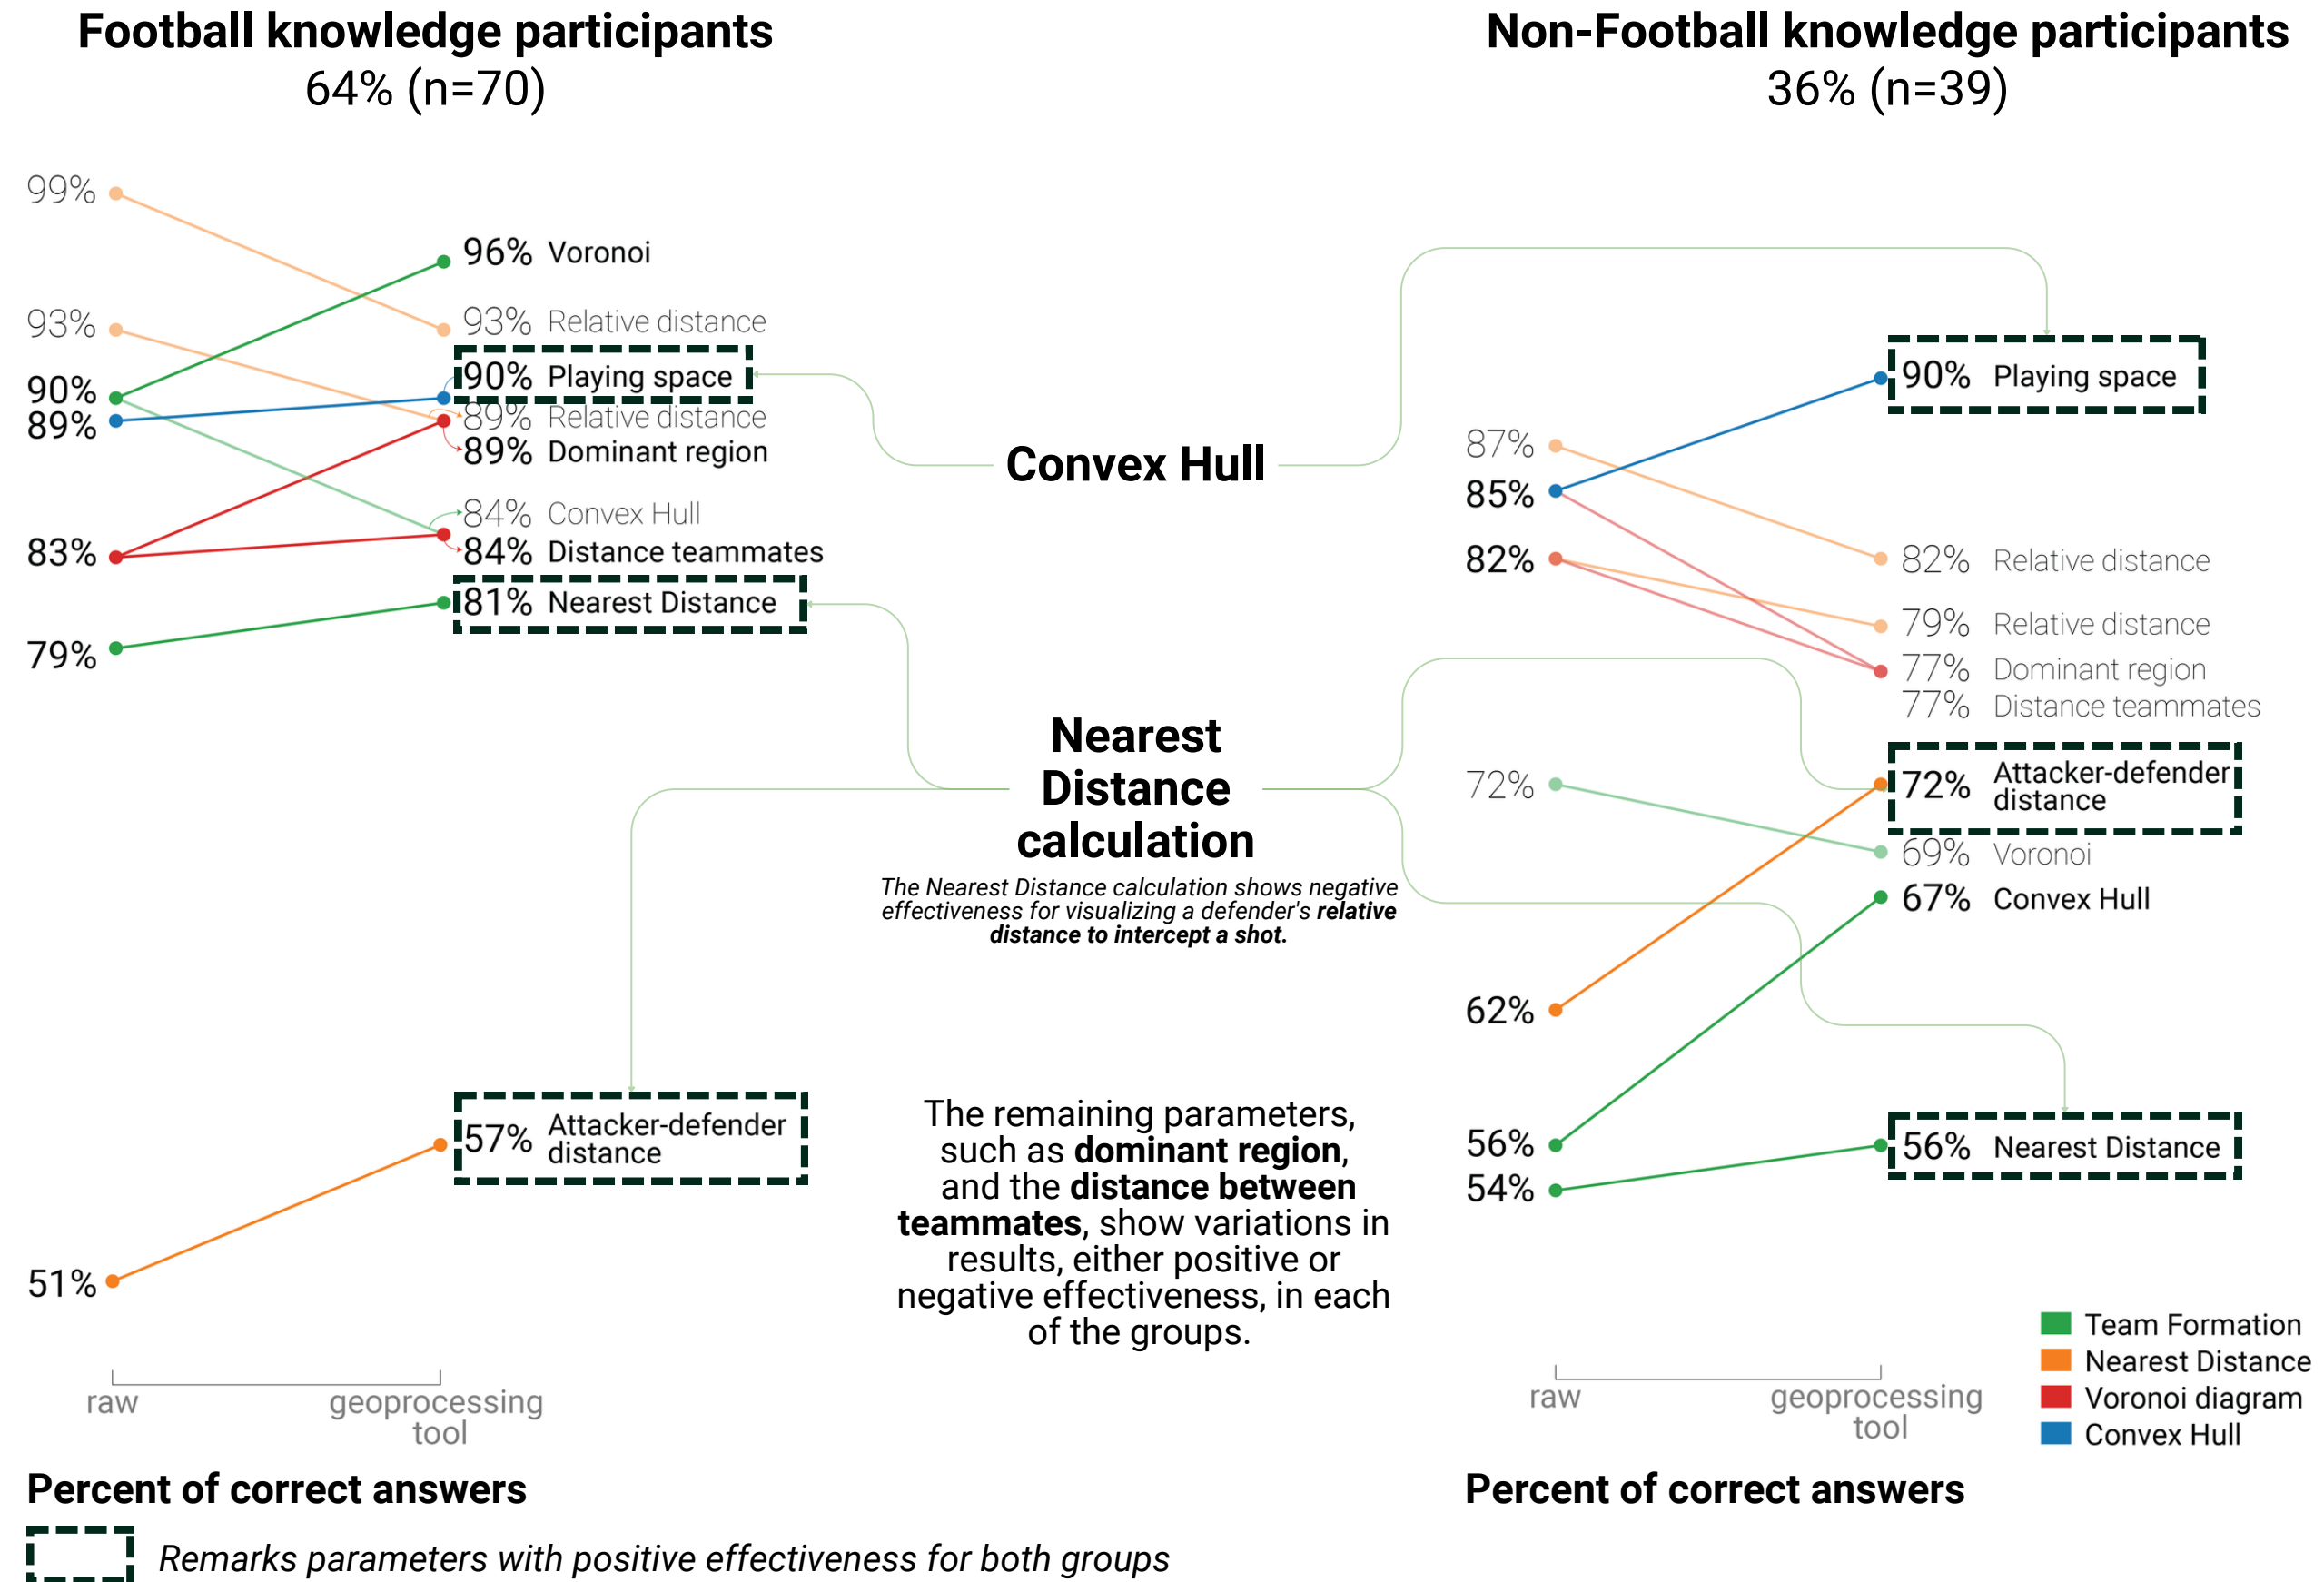 Football knowledge participants
64% (n=70)
99%
93%
90%
89%
83%
79%
51%
96% Voronoi
93% Relative distance
90% Playing space
89% Relative distance
89% Dominant region
84% Convex Hull
84% Distance teammates
81% Nearest Distance
57% Attacker-defender
distance
raw
geoprocessing
tool
Percent of correct answers
Remarks parameters with positive effectiveness for both groups
Convex Hull
Nearest
Distance
calculation
The Nearest Distance calculation shows negative
effectiveness for visualizing a defender's relative
distance to intercept a shot.
The remaining parameters,
such as dominant region,
and the distance between
teammates, show variations in
results, either positive or
negative effectiveness, in each
of the groups.
Non-Football knowledge participants
36% (n=39)
87%
85%
82%
72%
62%
56%
54%
90% Playing space
82% Relative distance
79% Relative distance
77% Dominant region
77% Distance teammates
72% Attacker-defender
distance
69% Voronoi
67% Convex Hull
56% Nearest Distance
raw
geoprocessing
tool
Team Formation
Nearest Distance
Voronoi diagram
Convex Hull
Percent of correct answers